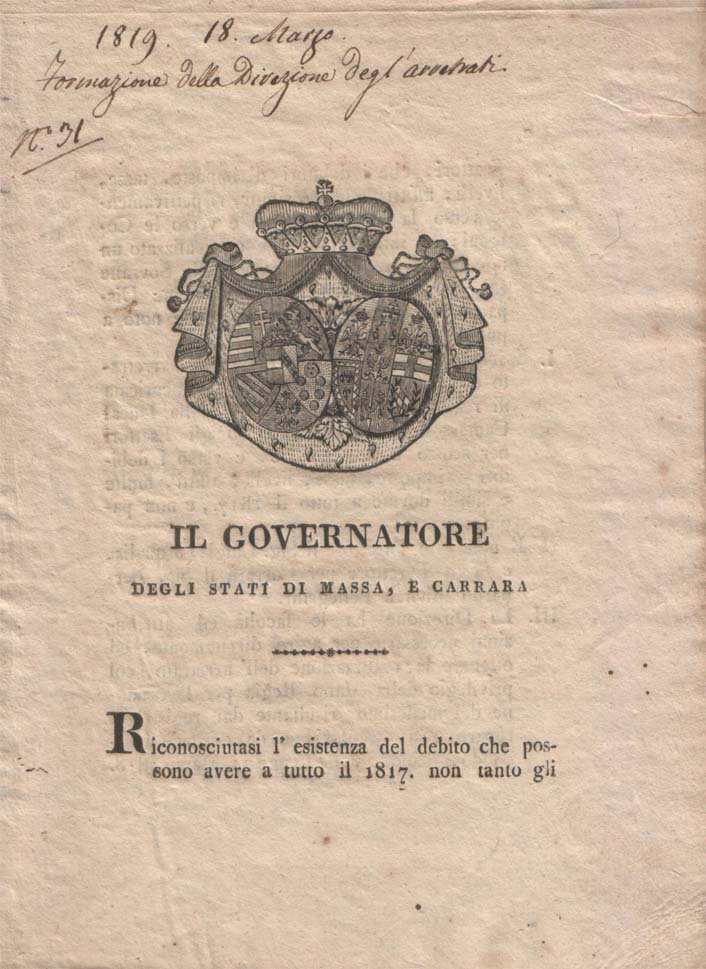 1819. 18. Marzo.
Formazione della Direzione degl'arretrati.
N.° 31
IL GOVERNATORE
DEGLI STATI DI MASSA, E CARRARA
Riconosciutasi l' esistenza del debito che pos-
sono avere a tutto il 1817. non tanto gli